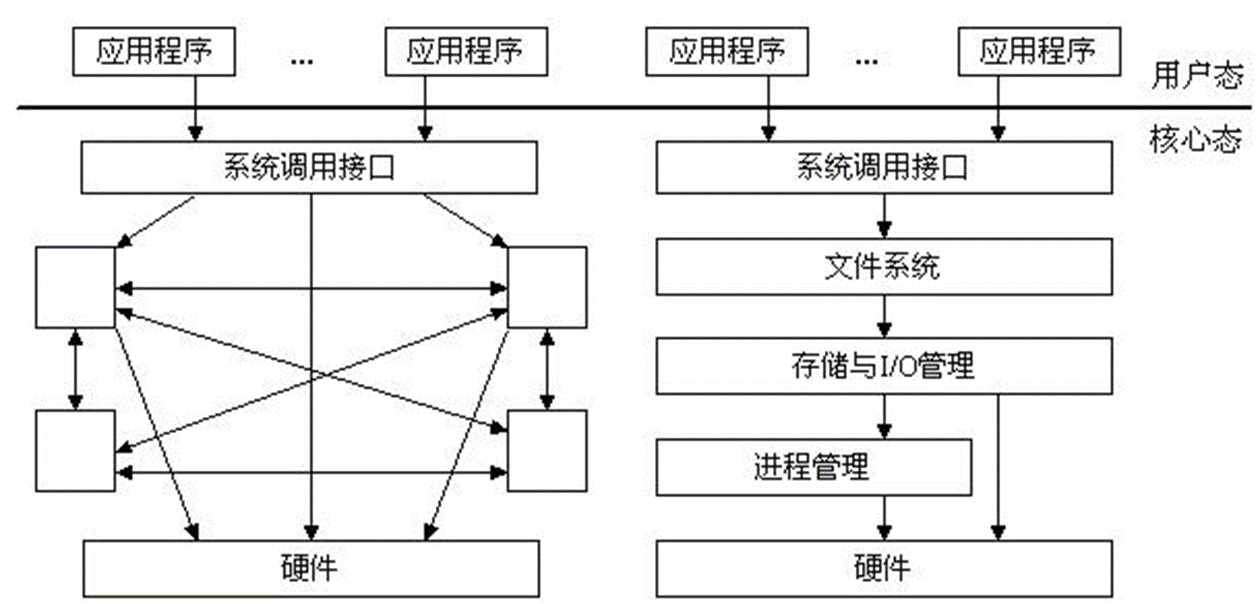 应用程序 ... 应用程序 应用程序 ... 应用程序
用户态
核心态
系统调用接口 系统调用接口
文件系统
存储与I/O管理
进程管理
硬件 硬件